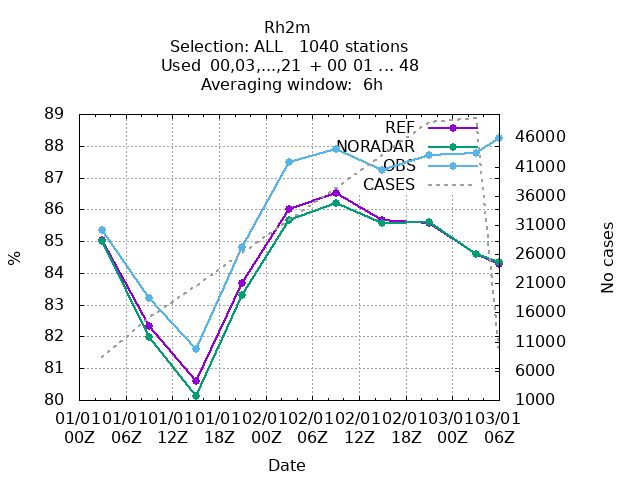 Rh2m
Selection: ALL 1040 stations
Used 00,03,...,21 + 00 01 ... 48
Averaging window: 6h
89
88
87
86
85
84
83
82
81
80
%
REF
NORADAR
OBS
CASES
46000
41000
36000
31000
26000
21000
16000
11000
6000
1000
No cases
01/01 01/01 01/01 01/01 02/01 02/01 02/01 02/01 03/01 03/01
00Z 06Z 12Z 18Z 00Z 06Z 12Z 18Z 00Z 06Z
Date